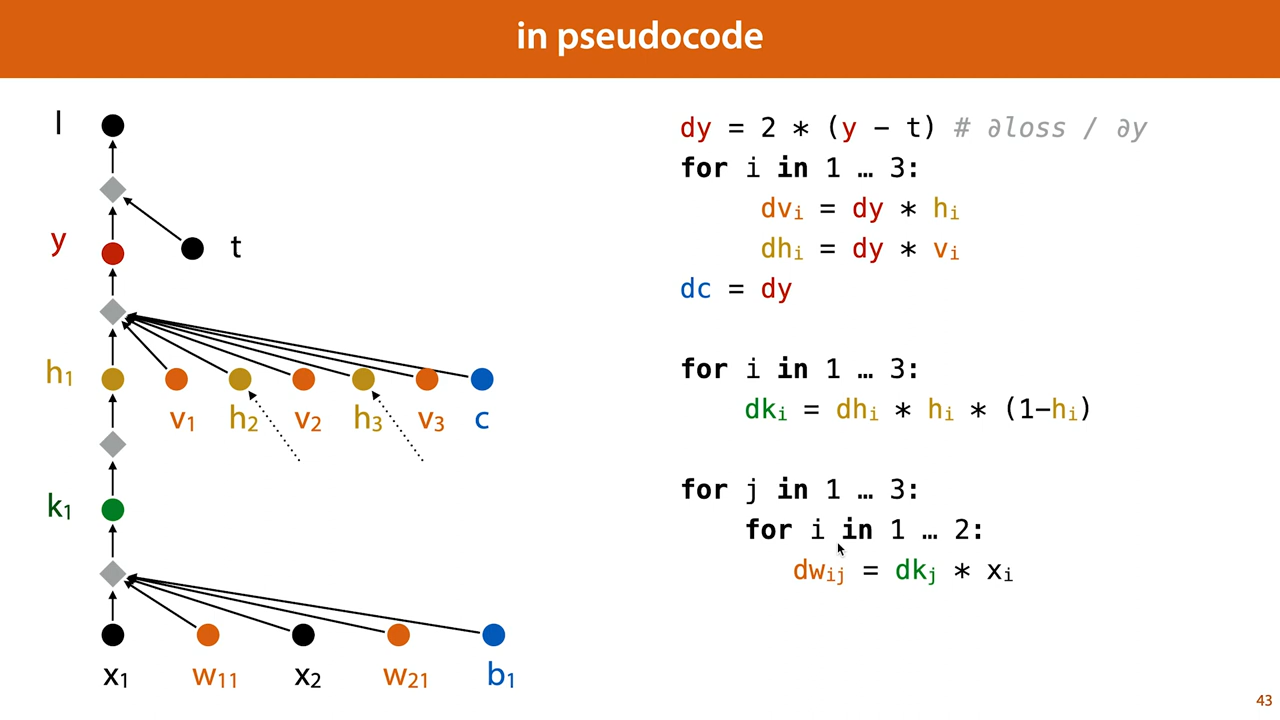 in pseudocode
l
y
t
h₁
v₁ h₂ v₂ h₃ v₃ c
k₁
x₁ w₁₁ x₂ w₂₁ b₁
dy = 2 * (y - t) # ∂loss / ∂y
for i in 1 … 3:
dvᵢ = dy * hᵢ
dhᵢ = dy * vᵢ
dc = dy
for i in 1 … 3:
dkᵢ = dhᵢ * hᵢ * (1-hᵢ)
for j in 1 … 3:
for i in 1 … 2:
dwᵢⱼ = dkⱼ * xᵢ
43